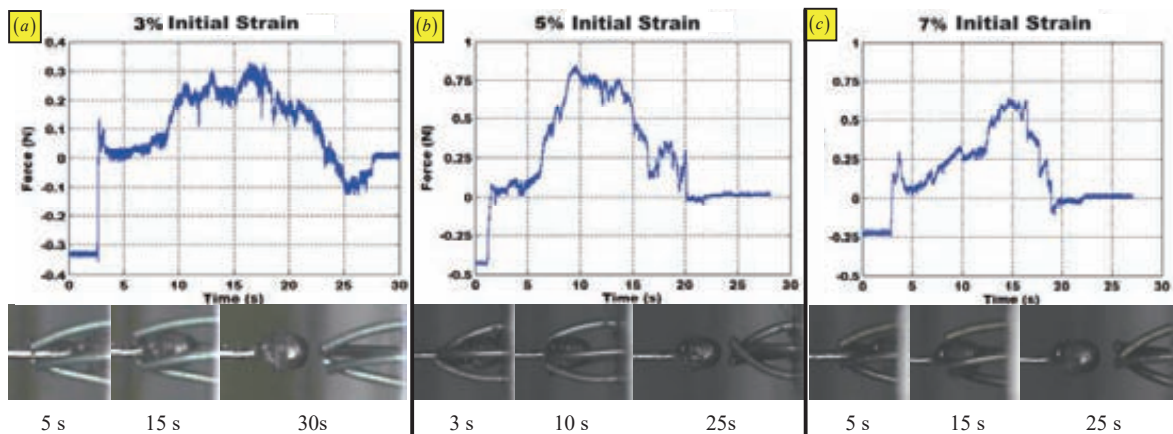 (a)
3% Initial Strain
Force (N)
0.4
0.3
0.2
0.1
0
-0.1
-0.2
-0.3
-0.4
0 5 10 15 20 25 30
Time (s)
5 s 15 s 30s
(b)
5% Initial Strain
Force (N)
1
0.75
0.5
0.25
0
-0.25
-0.5
0 5 10 15 20 25 30
Time (s)
3 s 10 s 25s
(c)
7% Initial Strain
Force (N)
1
0.75
0.5
0.25
0
-0.25
-0.5
0 5 10 15 20 25 30
Time (s)
5 s 15 s 25 s